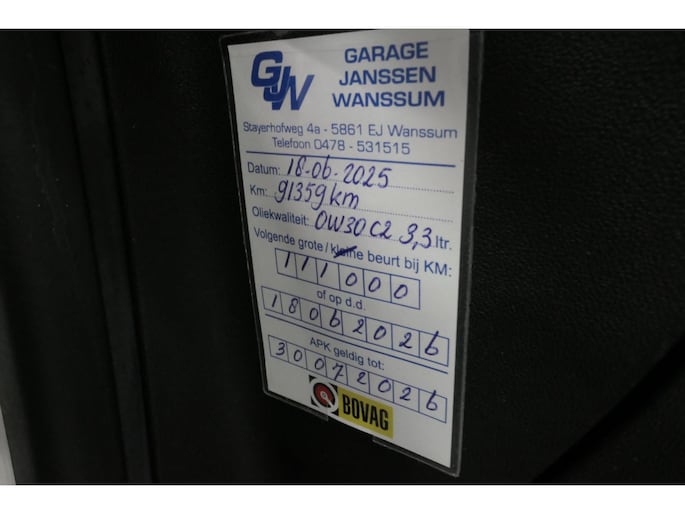 GJW
GARAGE
JANSSEN
WANSSUM
Stayerhofweg 4a - 5861 EJ Wanssum
Telefoon 0478 - 531515
Datum: 18-06-2025
Km: 91359 km
Oliekwaliteit: 0W30 C2 3,3 ltr.
Volgende grote / kleine beurt bij KM:
111000
of op d.d.
18062026
APK geldig tot:
30072026
BOVAG